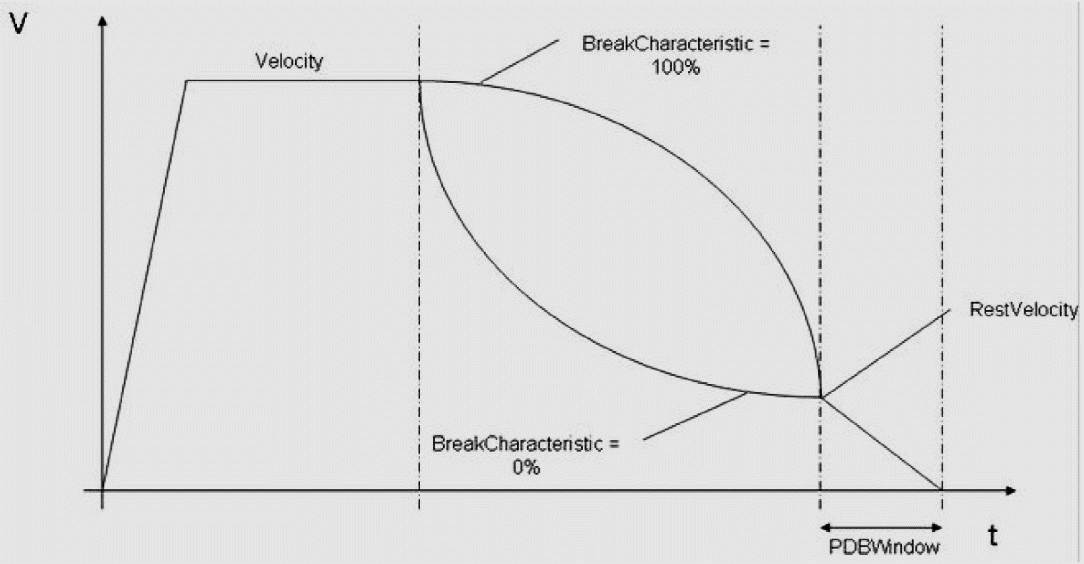 V
Velocity
BreakCharacteristic =
100%
RestVelocity
BreakCharacteristic =
0%
PDBWindow
t